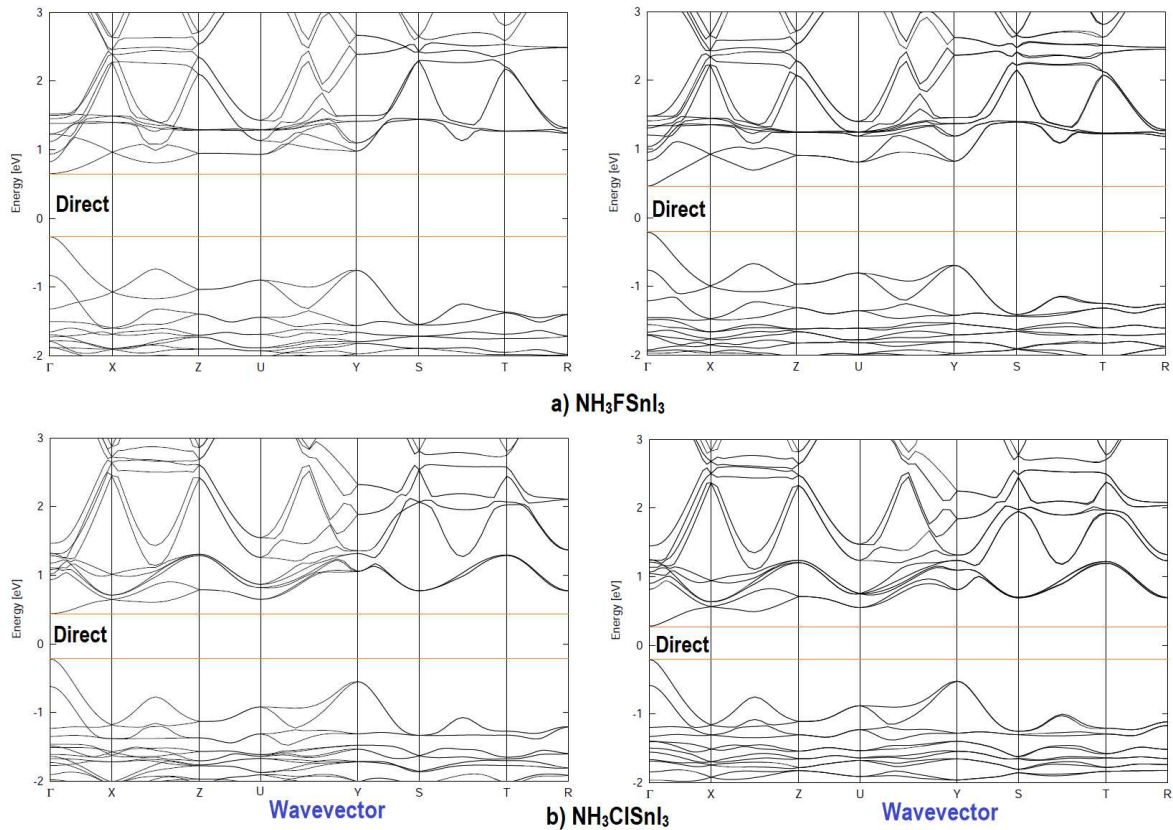 3 3
2 2
Energy [eV] Energy [eV]
1 1
Direct Direct
0 0
-1 -1
-2 -2
Γ X Z U Y S T R Γ X Z U Y S T R
a) NH₃FSnI₃
3 3
2 2
Energy [eV] Energy [eV]
1 1
Direct Direct
0 0
-1 -1
-2 -2
Γ X Z U Y S T R Γ X Z U Y S T R
Wavevector Wavevector
b) NH₃ClSnI₃